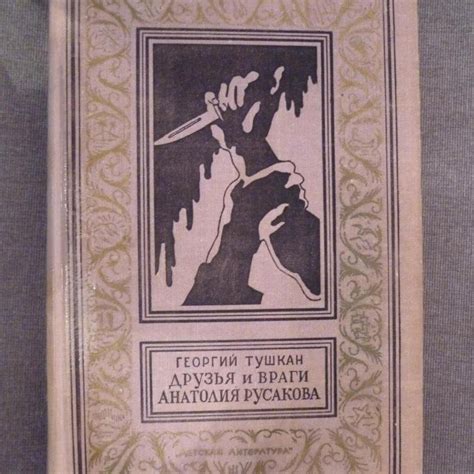 ГЕОРГИЙ ТУШКАН
ДРУЗЬЯ и ВРАГИ
АНАТОЛИЯ РУСАКОВА
„ДЕТСКАЯ ЛИТЕРАТУРА"